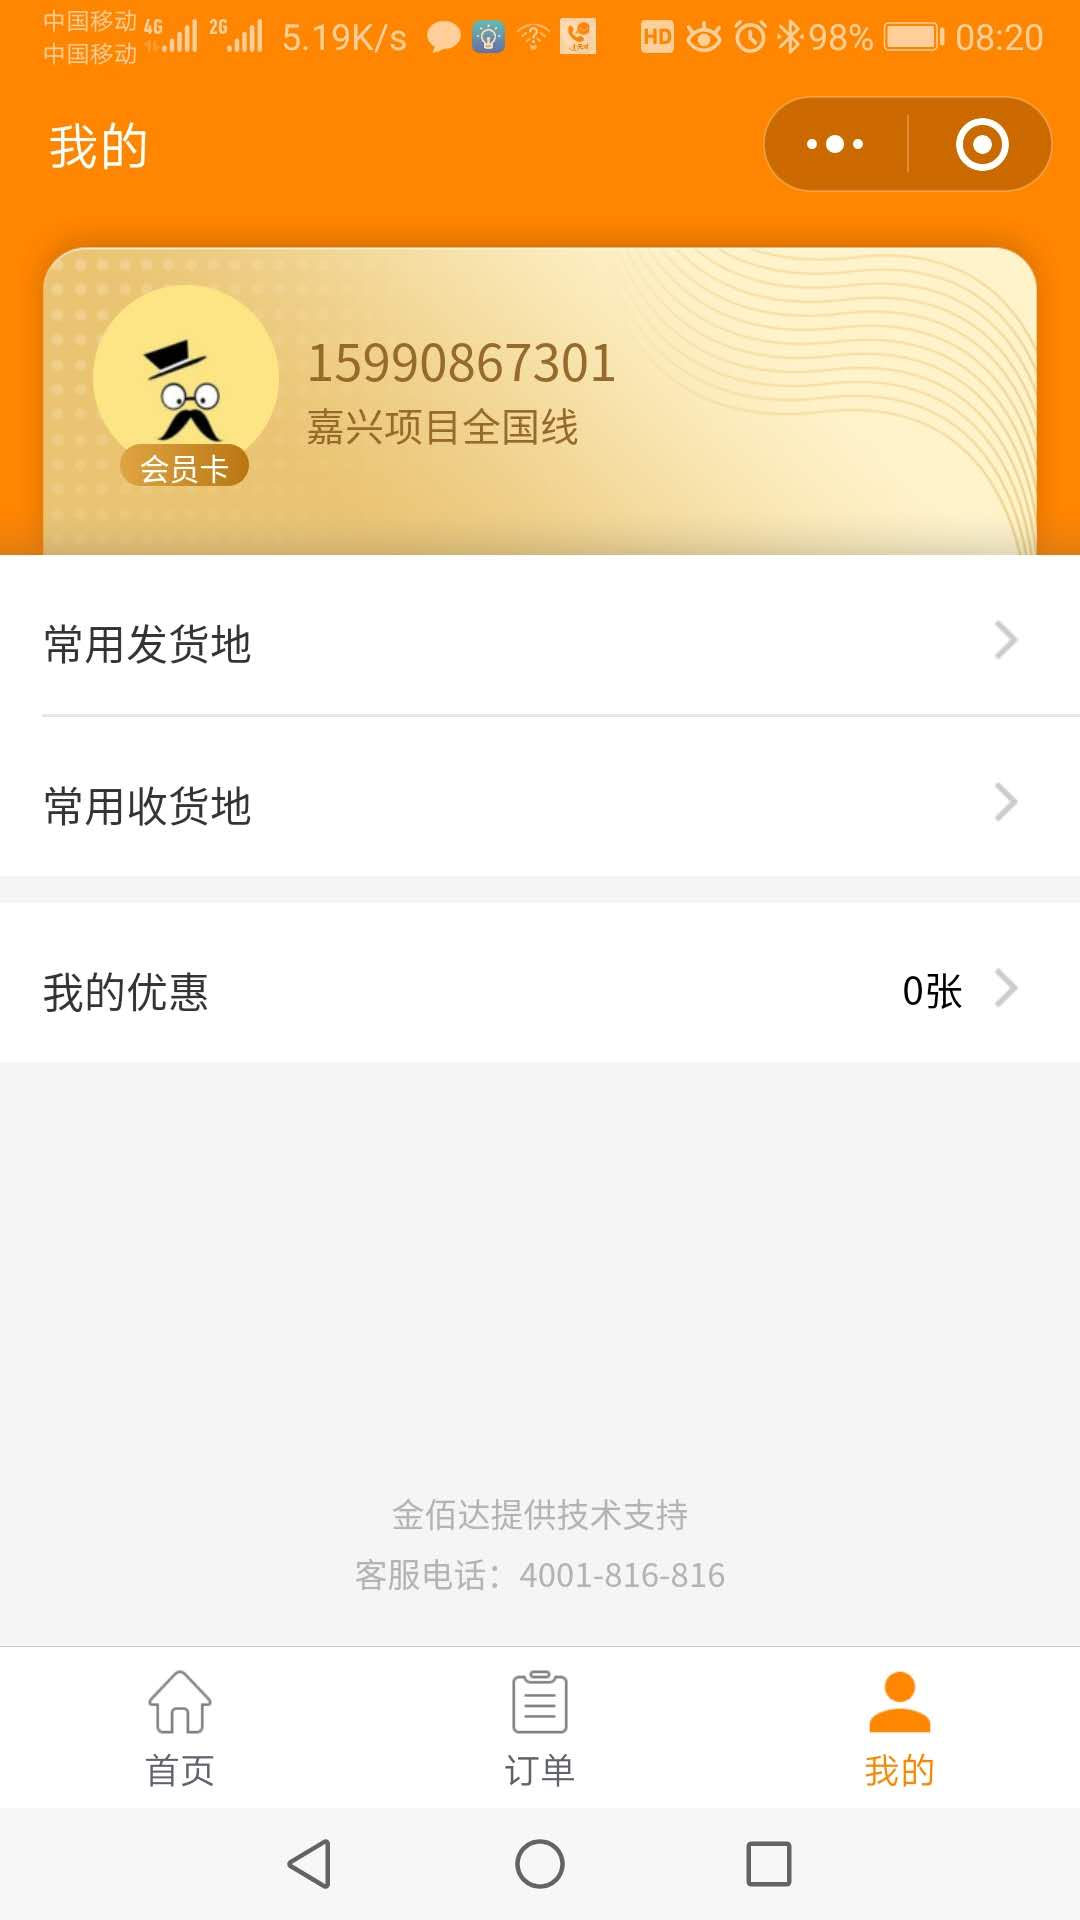 中国移动 4G 2G 5.19K/s HD 98% 08:20
中国移动
我的
15990867301
嘉兴项目全国线
会员卡
常用发货地
常用收货地
我的优惠 0张
金佰达提供技术支持
客服电话：4001-816-816
首页 订单 我的